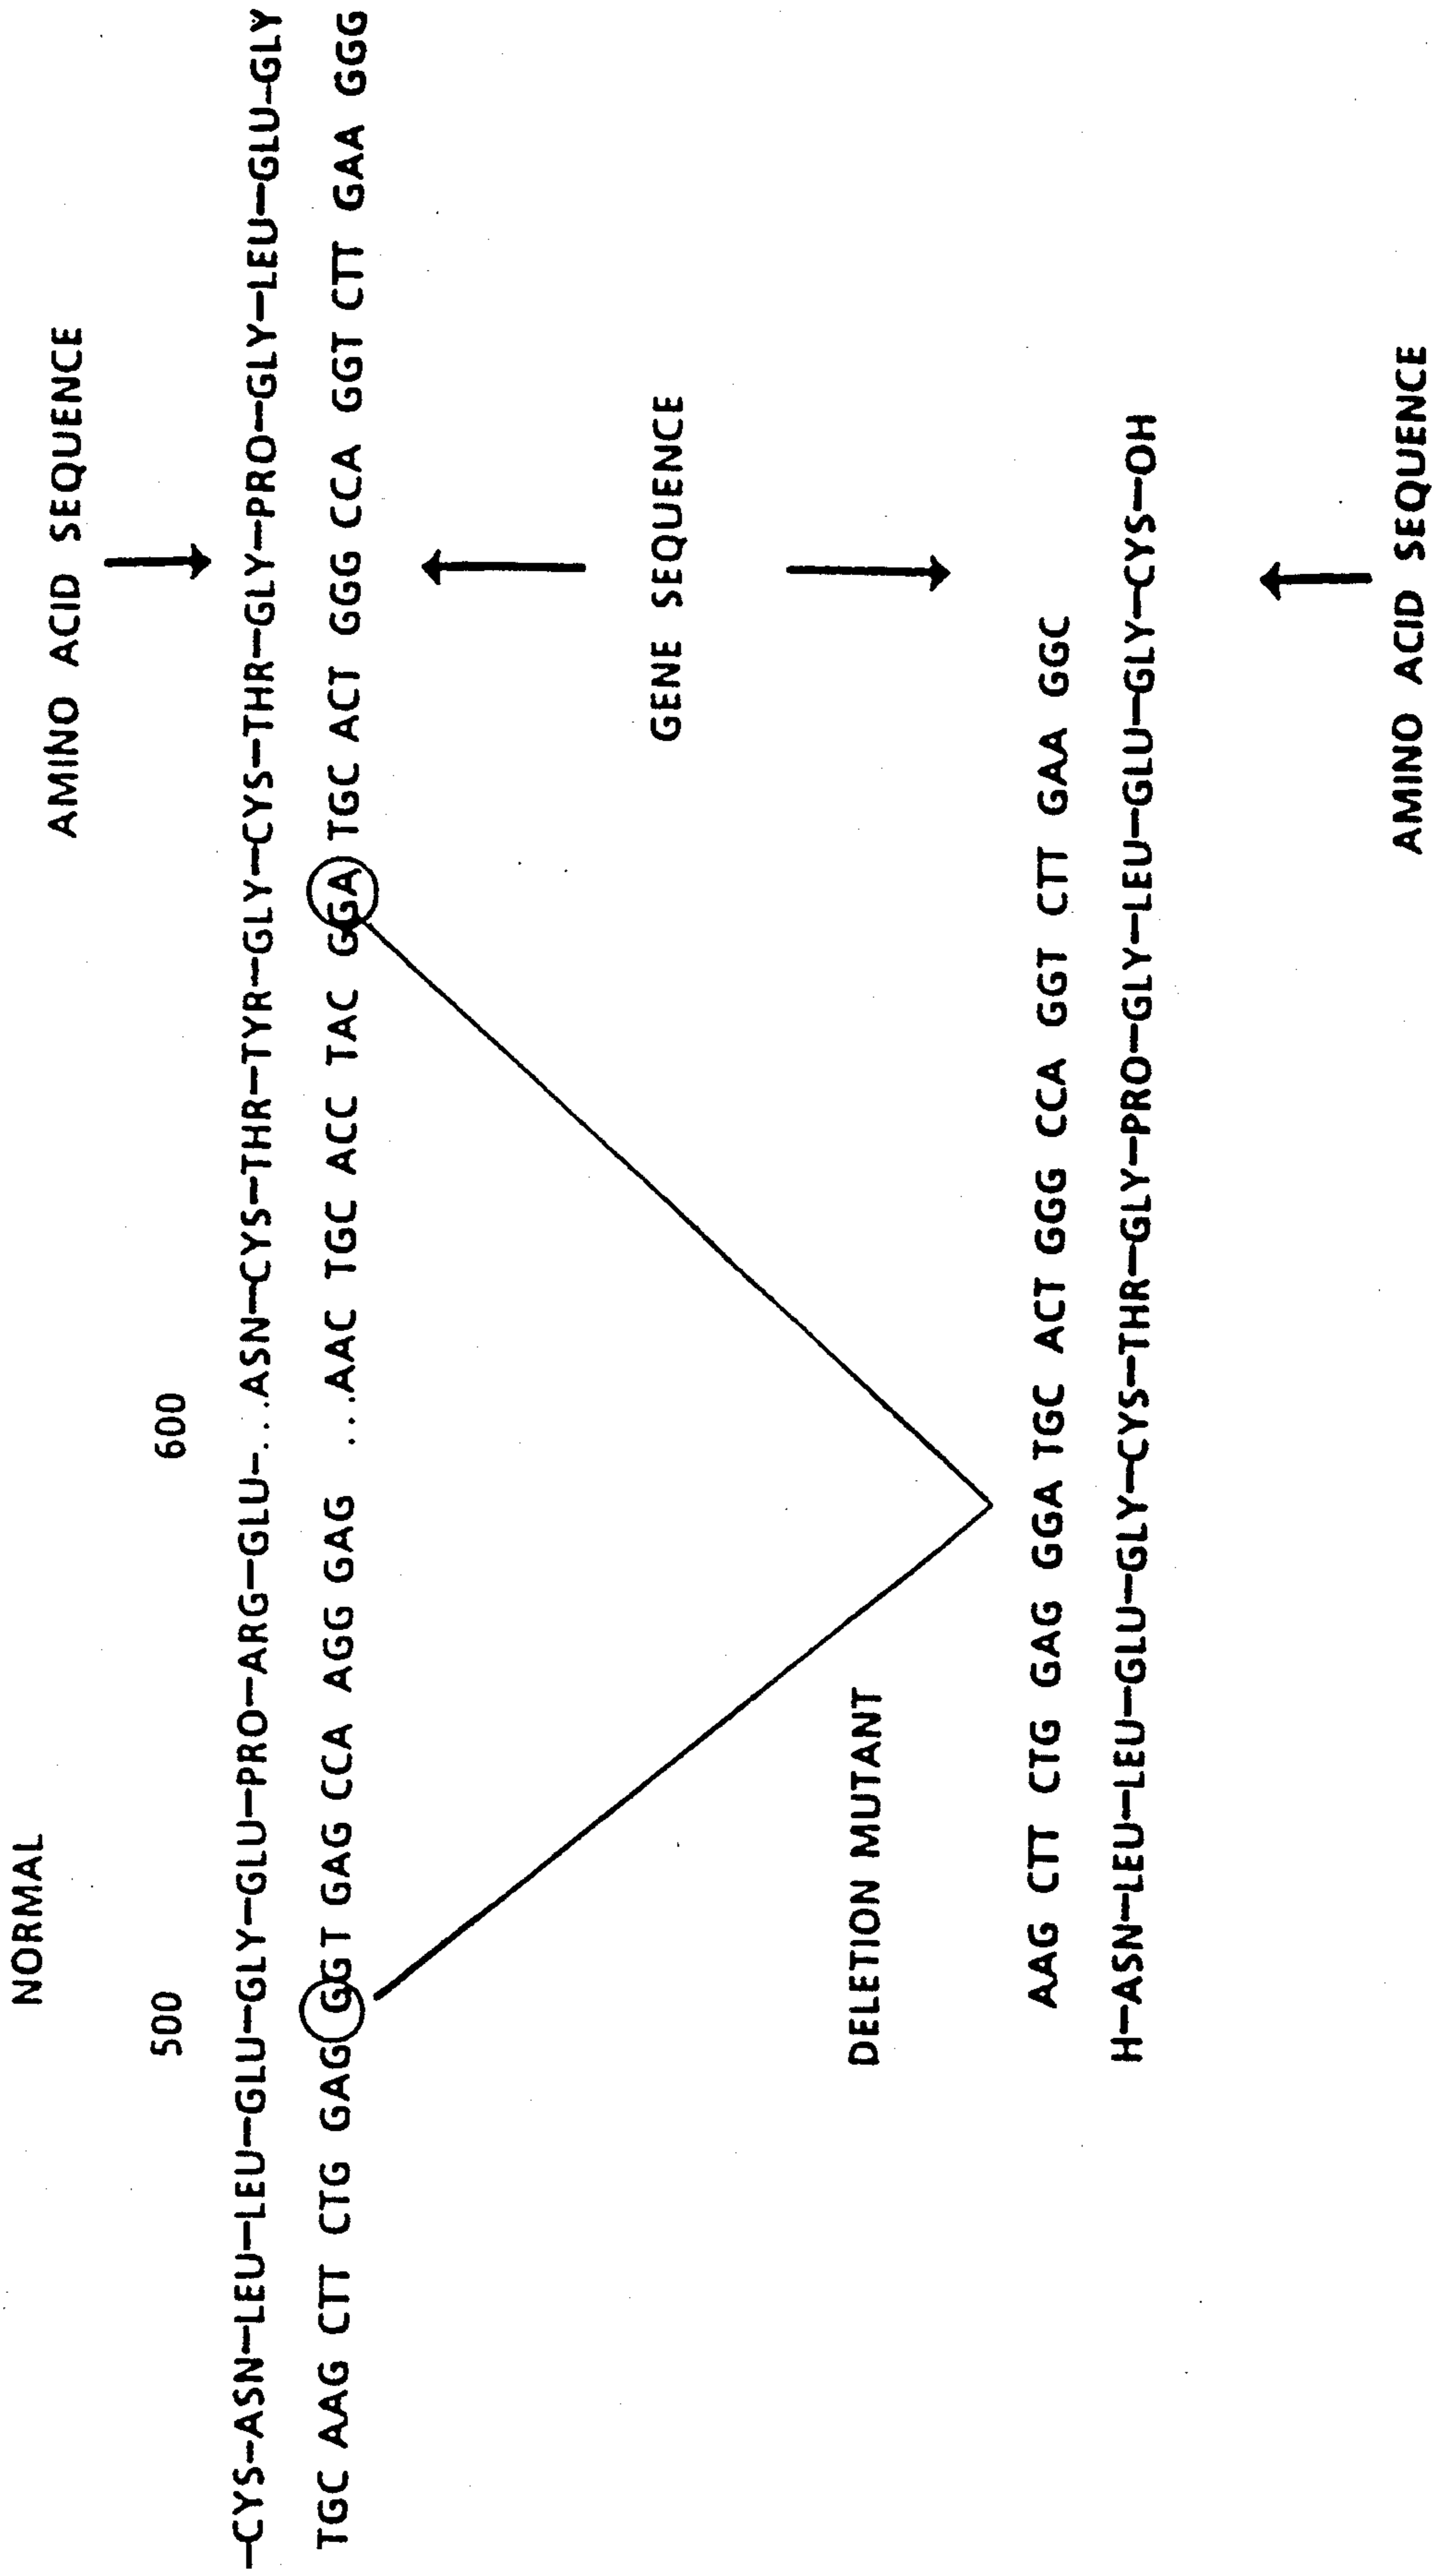 NORMAL
AMINO ACID SEQUENCE
500 600
—CYS—ASN—LEU—LEU—GLU—GLU—GLY—GLU—PRO—ARG—GLU—...ASN—CYS—THR—TYR—GLY—CYS—THR—GLY—PRO—GLY—LEU—GLU—GLY
TGC AAG CTT CTG GAG GGT GAG CCA AGG GAG ...AAC TGC ACC TAC GGA TGC ACT GGG CCA GGT CTT GAA GGG
GENE SEQUENCE
DELETION MUTANT
AAG CTT CTG GAG GGA TGC ACT GGG CCA GGT CTT GAA GGC
H—ASN—LEU—LEU—GLU—GLU—GLY—CYS—THR—GLY—PRO—GLY—LEU—GLU—GLY—CYS—OH
AMINO ACID SEQUENCE